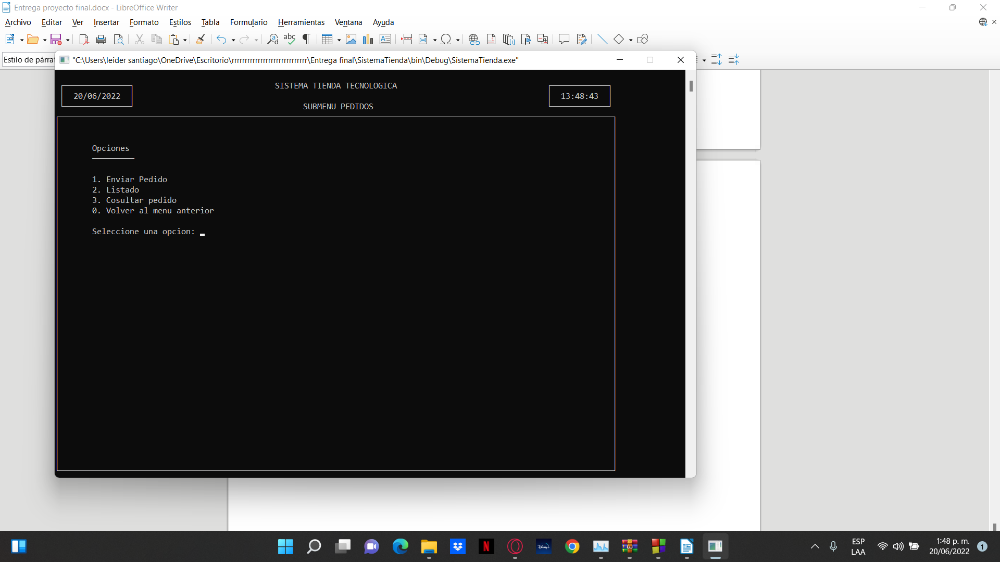 Entrega proyecto final.docx - LibreOffice Writer
Archivo Editar Ver Insertar Formato Estilos Tabla Formulario Herramientas Ventana Ayuda
Estilo de párra
"C:\Users\leider santiago\OneDrive\Escritorio\rrrrrrrrrrrrrrrrrrrrrrrrrrrrr\Entrega final\SistemaTienda\bin\Debug\SistemaTienda.exe"
SISTEMA TIENDA TECNOLOGICA
20/06/2022
13:48:43
SUBMENU PEDIDOS
Opciones
1. Enviar Pedido
2. Listado
3. Cosultar pedido
0. Volver al menu anterior
Seleccione una opcion:
ESP
LAA
1:48 p. m.
20/06/2022
1